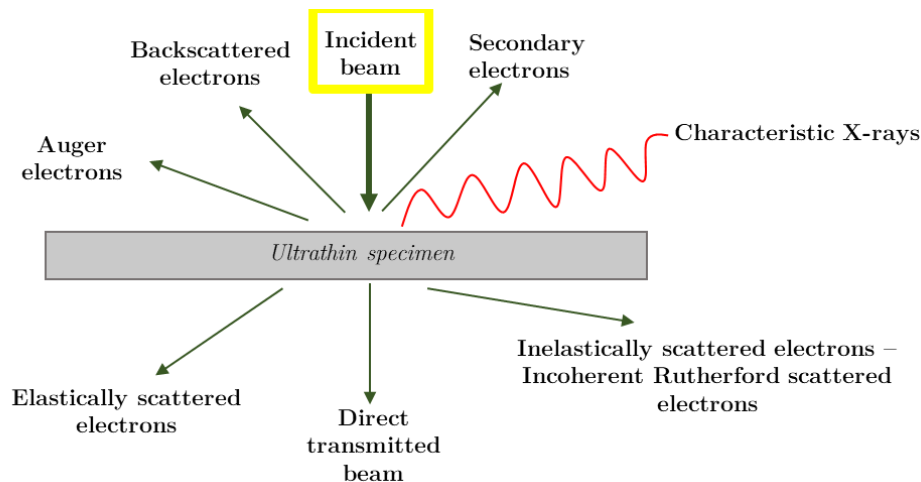 Incident
beam
Backscattered
electrons
Secondary
electrons
Auger
electrons
Characteristic X-rays
Ultrathin specimen
Elastically scattered
electrons
Direct
transmitted
beam
Inelastically scattered electrons –
Incoherent Rutherford scattered
electrons